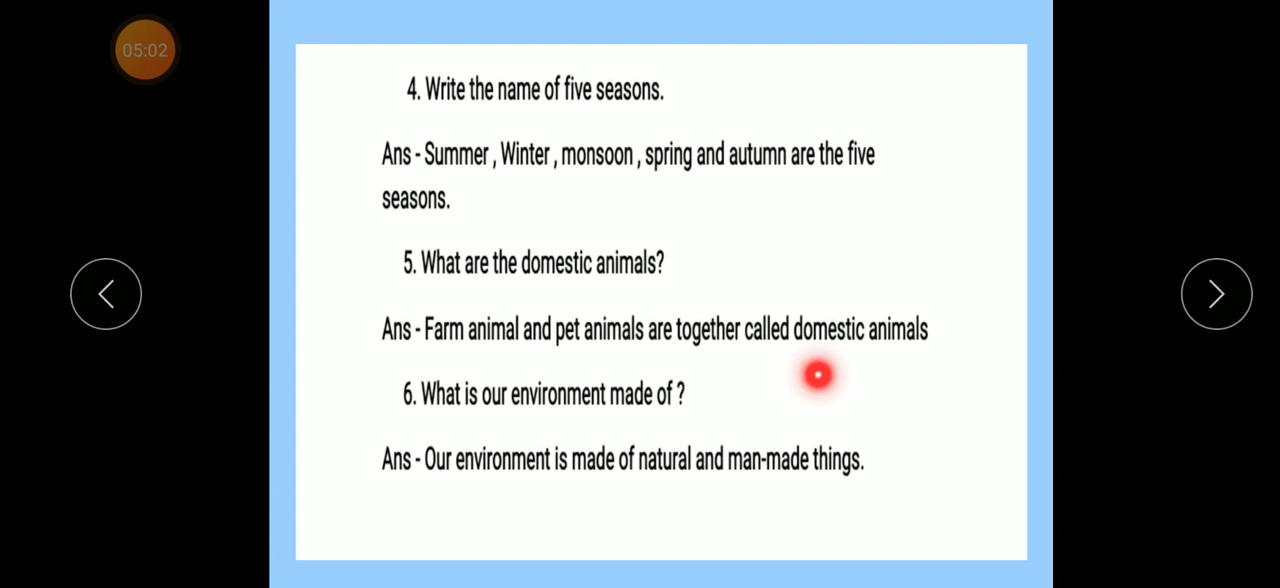 05:02
4. Write the name of five seasons.
Ans - Summer , Winter , monsoon , spring and autumn are the five
seasons.
5. What are the domestic animals?
Ans - Farm animal and pet animals are together called domestic animals
6. What is our environment made of ?
Ans - Our environment is made of natural and man-made things.